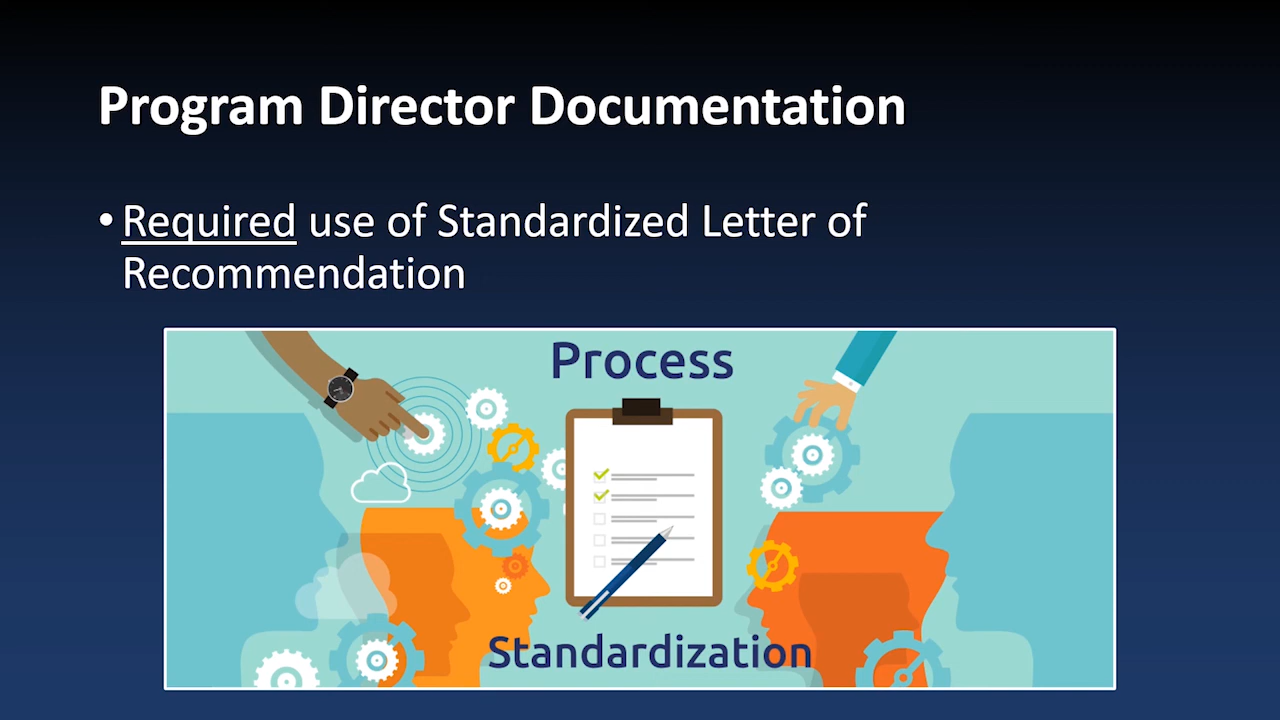 Program Director Documentation
• Required use of Standardized Letter of
Recommendation
Process
Standardization